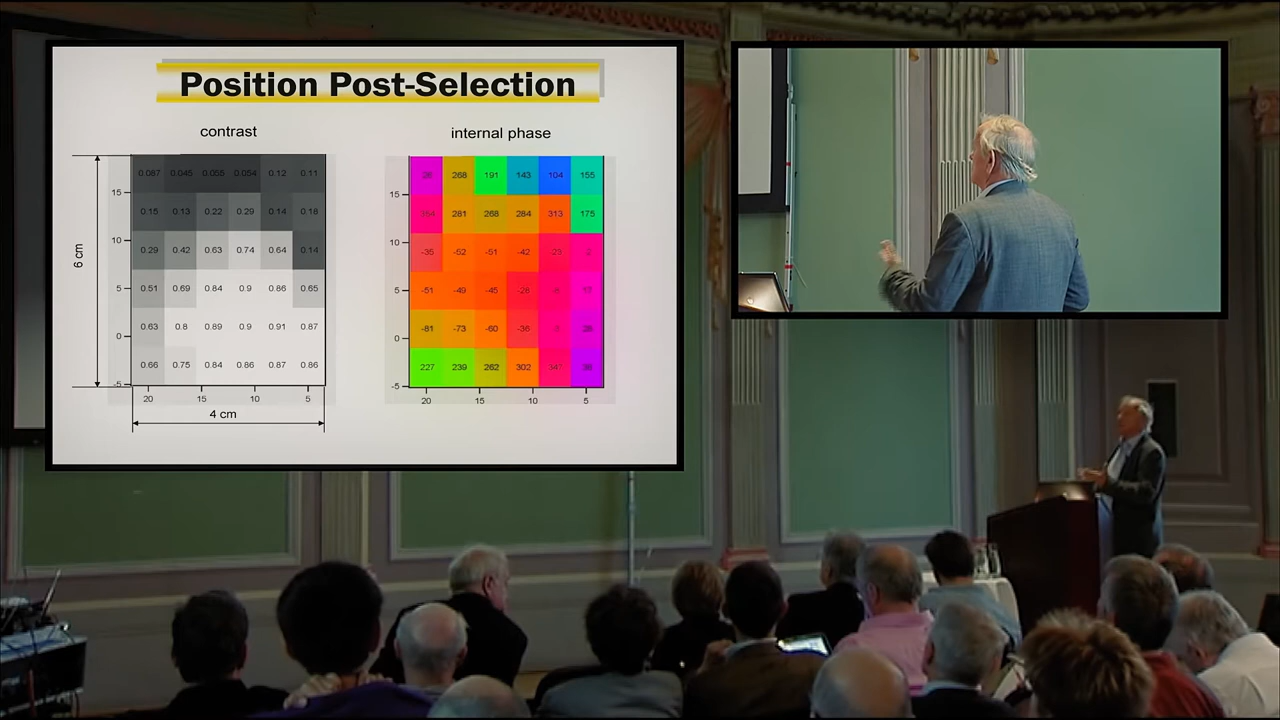 Position Post-Selection
contrast
internal phase
0.087 0.046 0.055 0.054 0.12 0.11
15 0.15 0.13 0.22 0.29 0.14 0.18
10 0.29 0.42 0.63 0.74 0.64 0.14
6 cm
5 0.51 0.69 0.84 0.9 0.86 0.65
0 0.63 0.8 0.89 0.9 0.91 0.87
0.66 0.75 0.84 0.86 0.87 0.86
-5
20 15 10 5
4 cm
268 191 143 104 155
15 354 281 268 284 313 175
10 -35 -52 -51 -42 -23 2
5 -51 -49 -45 -26
0 -81 -73 -60 -36
227 239 262 302 347
-5
20 15 10 5